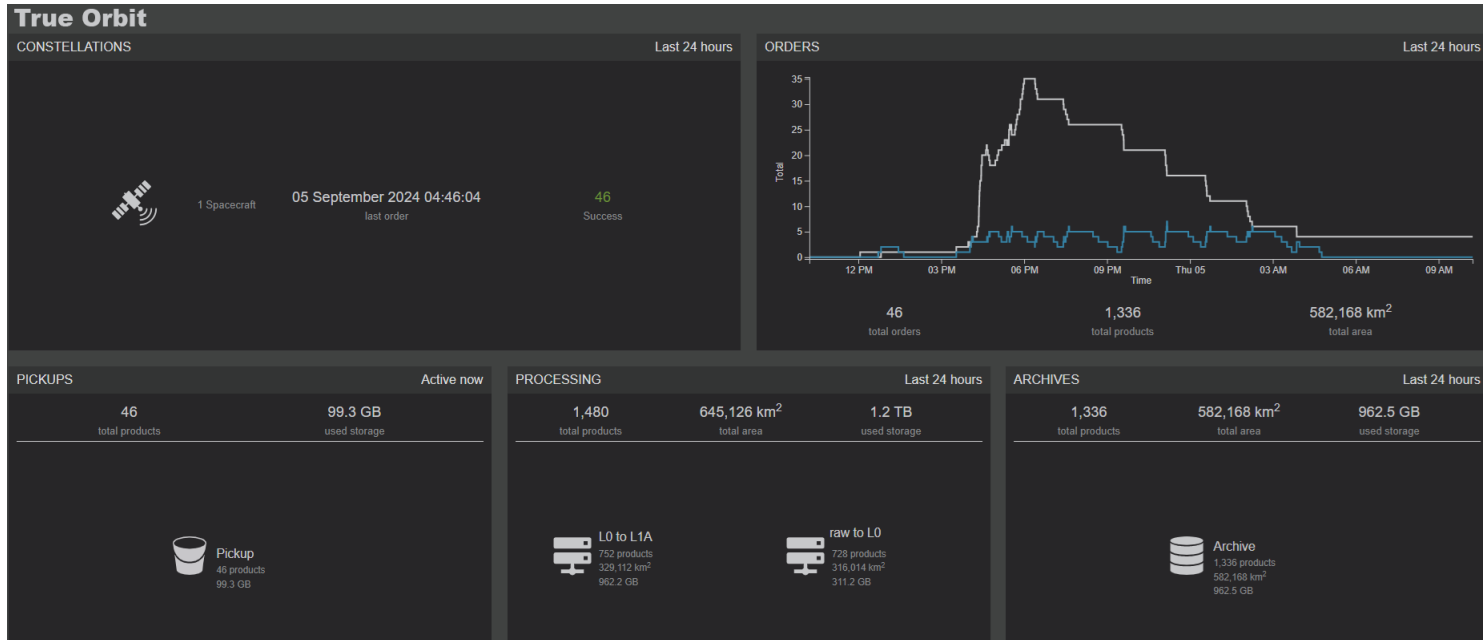 True Orbit
CONSTELLATIONS Last 24 hours
1 Spacecraft
05 September 2024 04:46:04
last order
46
Success
ORDERS Last 24 hours
35
30
25
20
15
10
5
0
Total
12 PM 03 PM 06 PM 09 PM Thu 05 03 AM 06 AM 09 AM
Time
46 1,336 582,168 km²
total orders total products total area
PICKUPS Active now
46 99.3 GB
total products used storage
Pickup
46 products
99.3 GB
PROCESSING Last 24 hours
1,480 645,126 km² 1.2 TB
total products total area used storage
L0 to L1A
752 products
329,112 km²
962.2 GB
raw to L0
728 products
316,014 km²
311.2 GB
ARCHIVES Last 24 hours
1,336 582,168 km² 962.5 GB
total products total area used storage
Archive
1,336 products
582,168 km²
962.5 GB